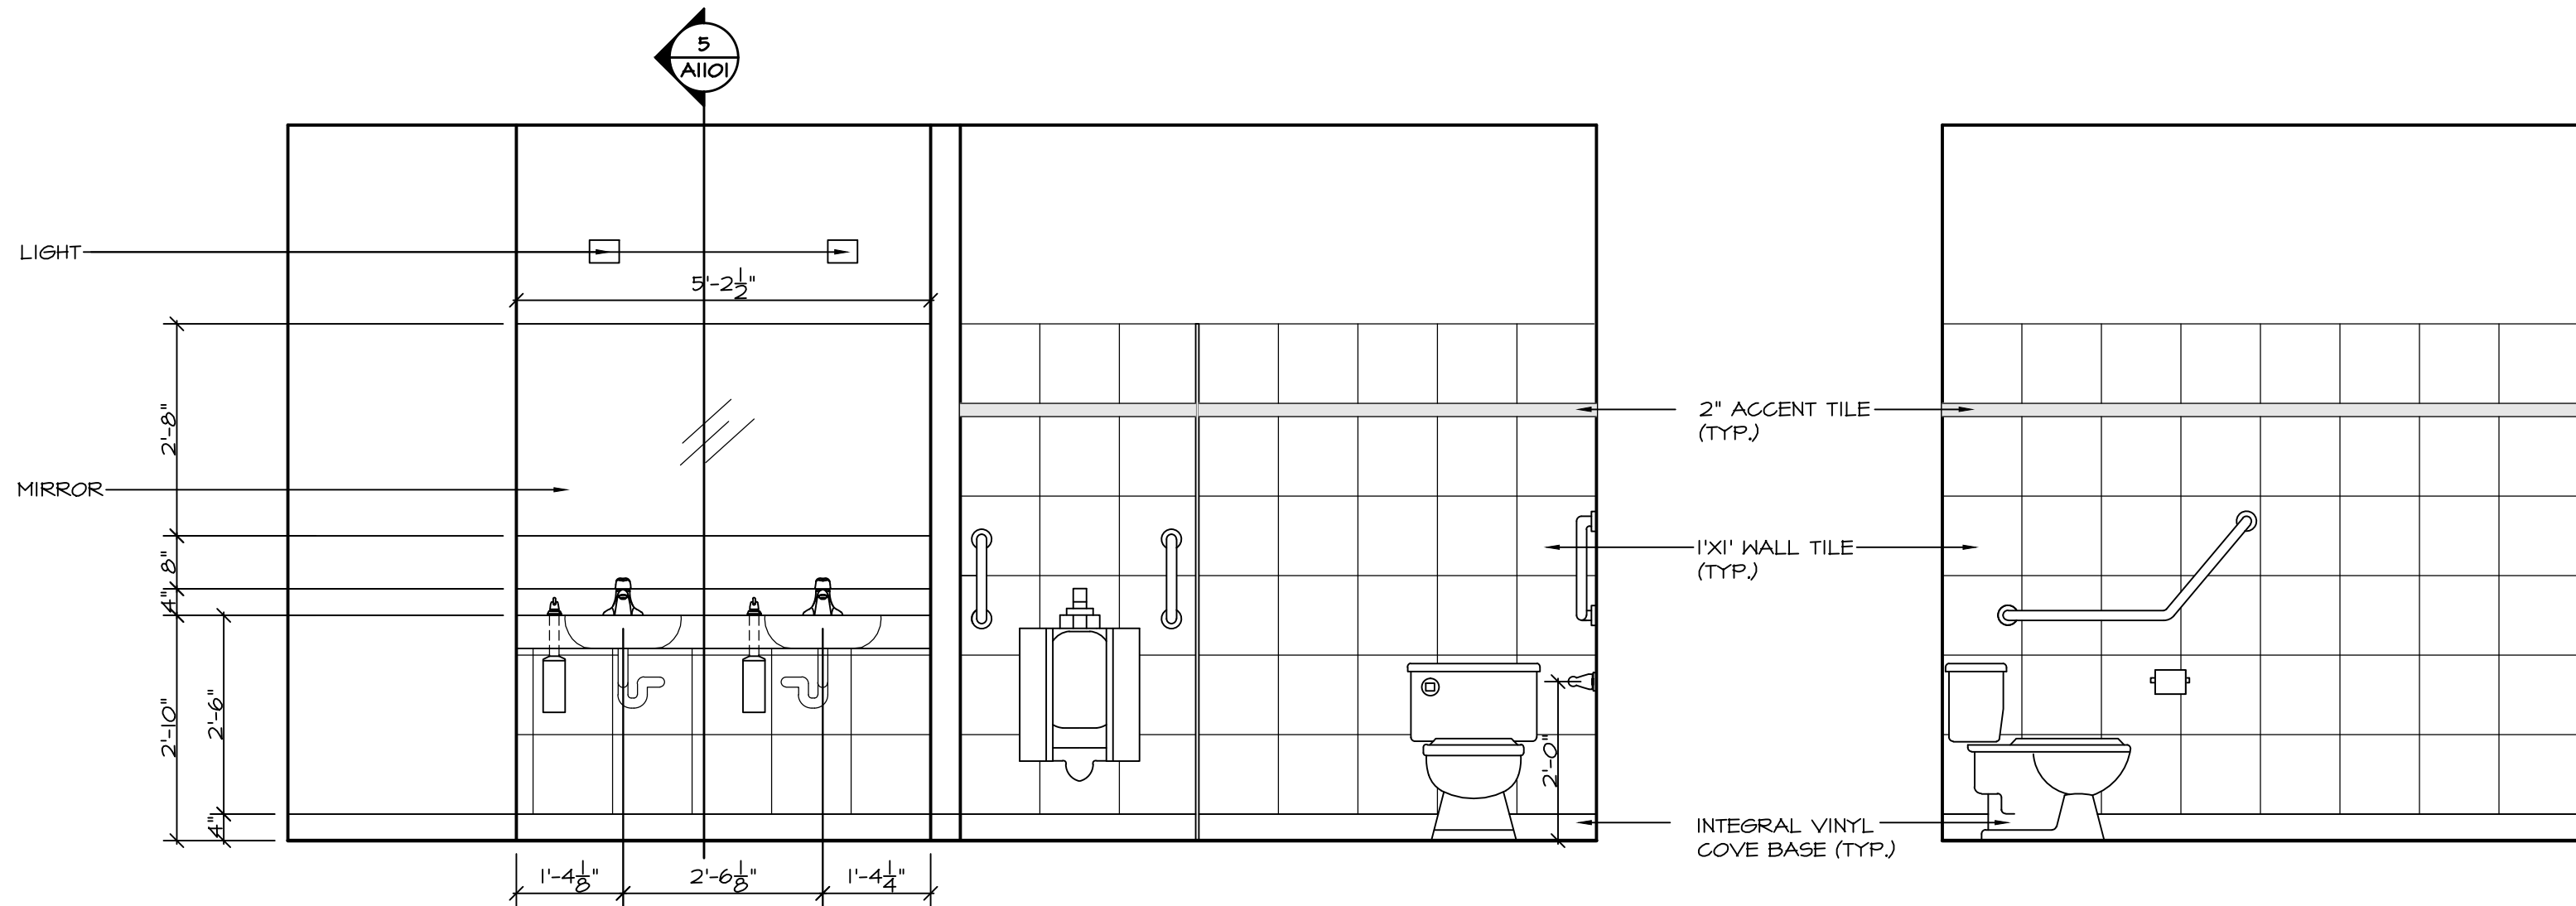 5
A1101
LIGHT
5'-2 1/2"
2'-8"
2" ACCENT TILE
(TYP.)
MIRROR
8"
1'X1' WALL TILE
(TYP.)
4"
2'-10"
2'-6"
2'-0"
4"
INTEGRAL VINYL
COVE BASE (TYP.)
1'-4 1/8"
2'-6 1/8"
1'-4 1/4"